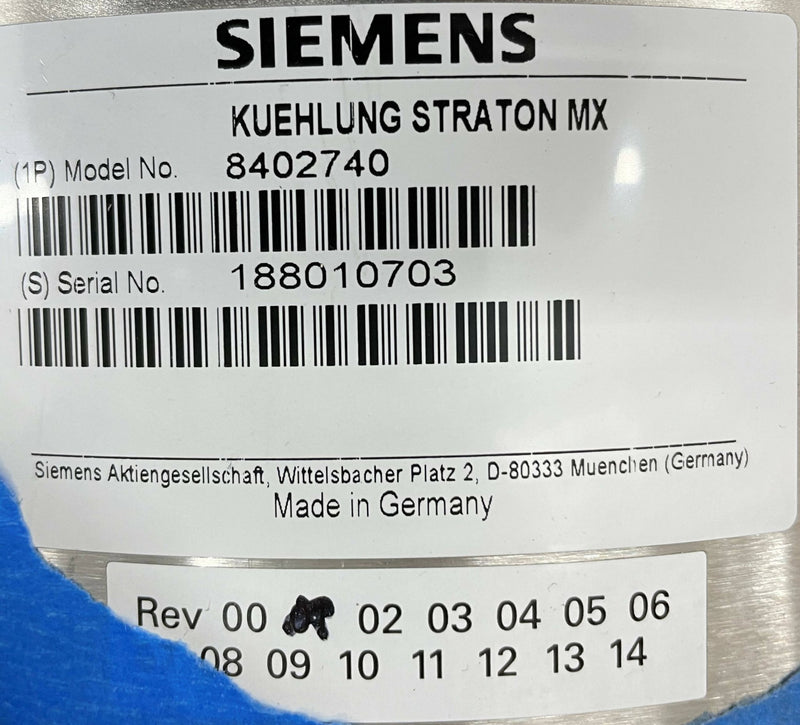 SIEMENS
KUEHLUNG STRATON MX
(1P) Model No. 8402740
(S) Serial No. 188010703
Siemens Aktiengesellschaft, Wittelsbacher Platz 2, D-80333 Muenchen (Germany)
Made in Germany
Rev 00 02 03 04 05 06
08 09 10 11 12 13 14